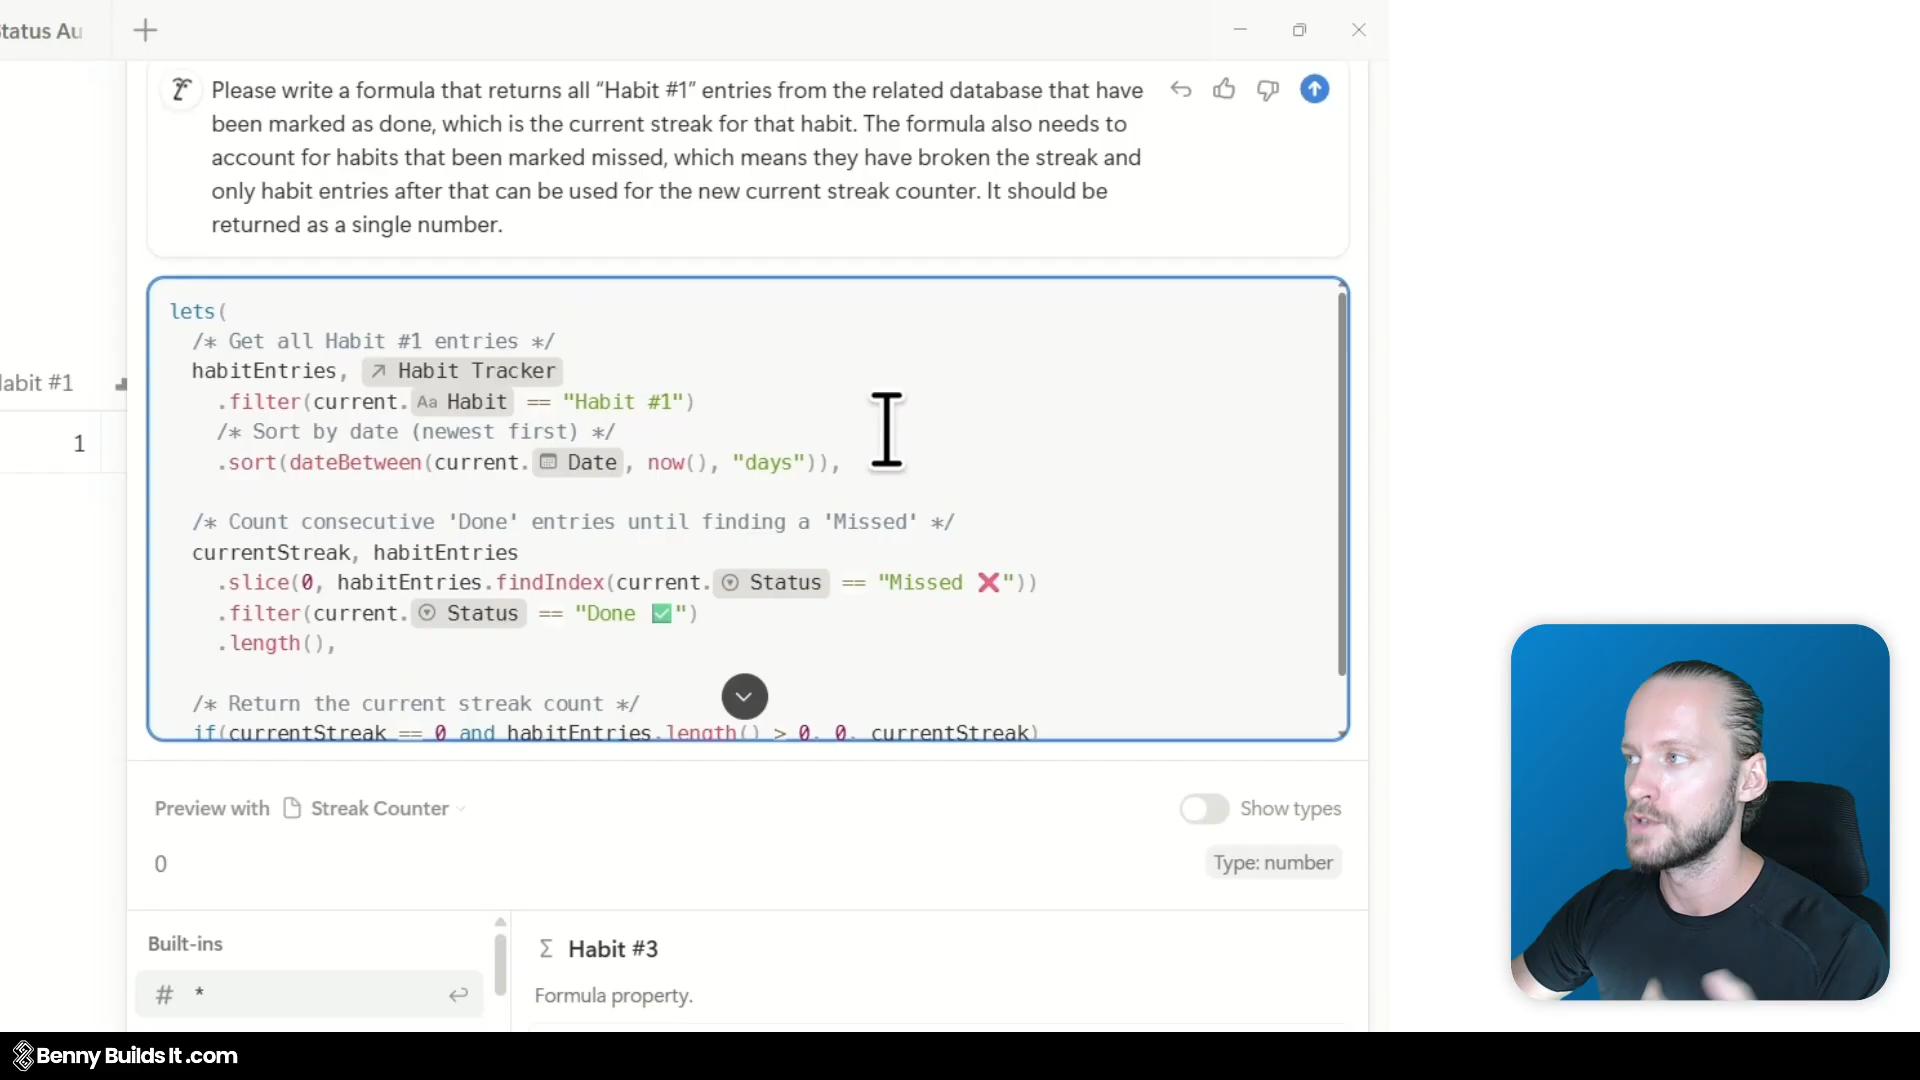 Status Au
Please write a formula that returns all “Habit #1” entries from the related database that have
been marked as done, which is the current streak for that habit. The formula also needs to
account for habits that been marked missed, which means they have broken the streak and
only habit entries after that can be used for the new current streak counter. It should be
returned as a single number.
lets(
/* Get all Habit #1 entries */
habitEntries, ↗ Habit Tracker
.filter(current. Aa Habit == "Habit #1")
/* Sort by date (newest first) */
.sort(dateBetween(current. Date, now(), "days")),
/* Count consecutive 'Done' entries until finding a 'Missed' */
currentStreak, habitEntries
.slice(0, habitEntries.findIndex(current. Status == "Missed ❌"))
.filter(current. Status == "Done ✅")
.length(),
/* Return the current streak count */
if(currentStreak == 0 and habitEntries.length() > 0, 0, currentStreak)
abit #1
1
Preview with Streak Counter
Show types
0
Type: number
Built-ins
# *
Σ Habit #3
Formula property.
Benny Builds It .com